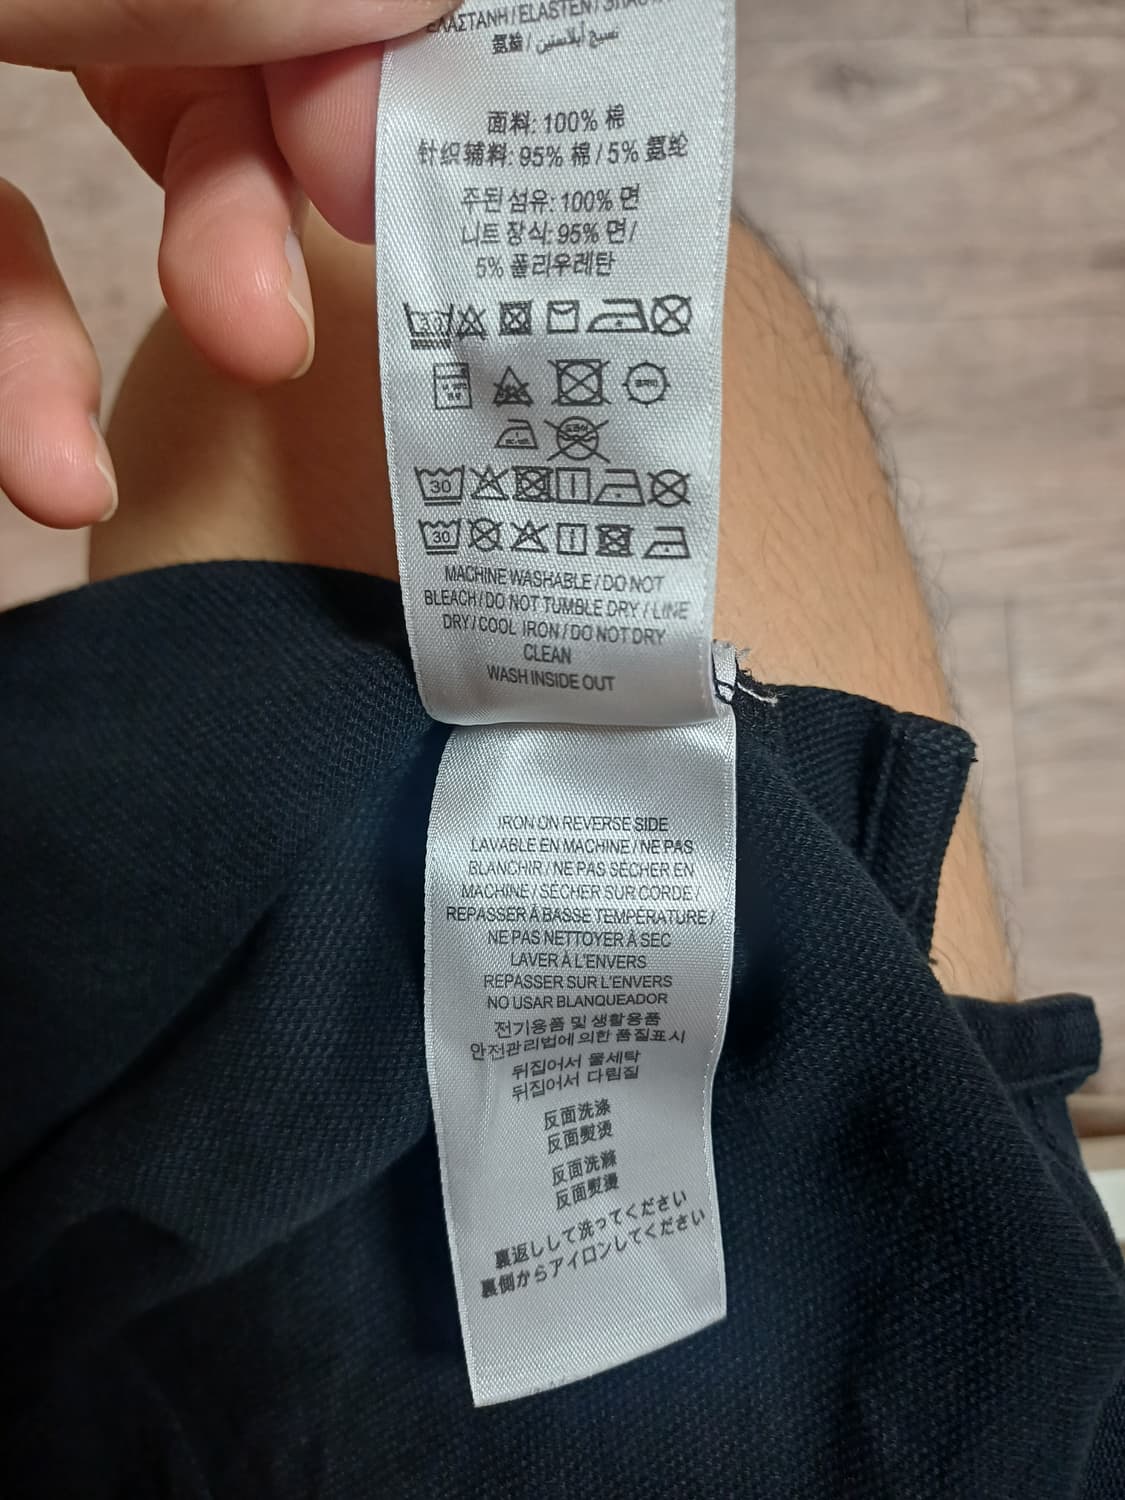 ΕΛΑΣΤΑΝΗ / ELASTEN /
氨綸 /
面料: 100% 棉
针织辅料: 95% 棉 / 5% 氨纶
주된 섬유: 100% 면
니트 장식: 95% 면 /
5% 폴리우레탄
30
30
30
MACHINE WASHABLE / DO NOT
BLEACH / DO NOT TUMBLE DRY / LINE
DRY / COOL IRON / DO NOT DRY
CLEAN
WASH INSIDE OUT
IRON ON REVERSE SIDE
LAVABLE EN MACHINE / NE PAS
BLANCHIR / NE PAS SÉCHER EN
MACHINE / SÉCHER SUR CORDE /
REPASSER À BASSE TEMPÉRATURE /
NE PAS NETTOYER À SEC
LAVER À L'ENVERS
REPASSER SUR L'ENVERS
NO USAR BLANQUEADOR
전기용품 및 생활용품
안전관리법에 의한 품질표시
뒤집어서 물세탁
뒤집어서 다림질
反面洗涤
反面熨烫
反面洗滌
反面熨燙
裏返しして洗ってください
裏側からアイロンしてください